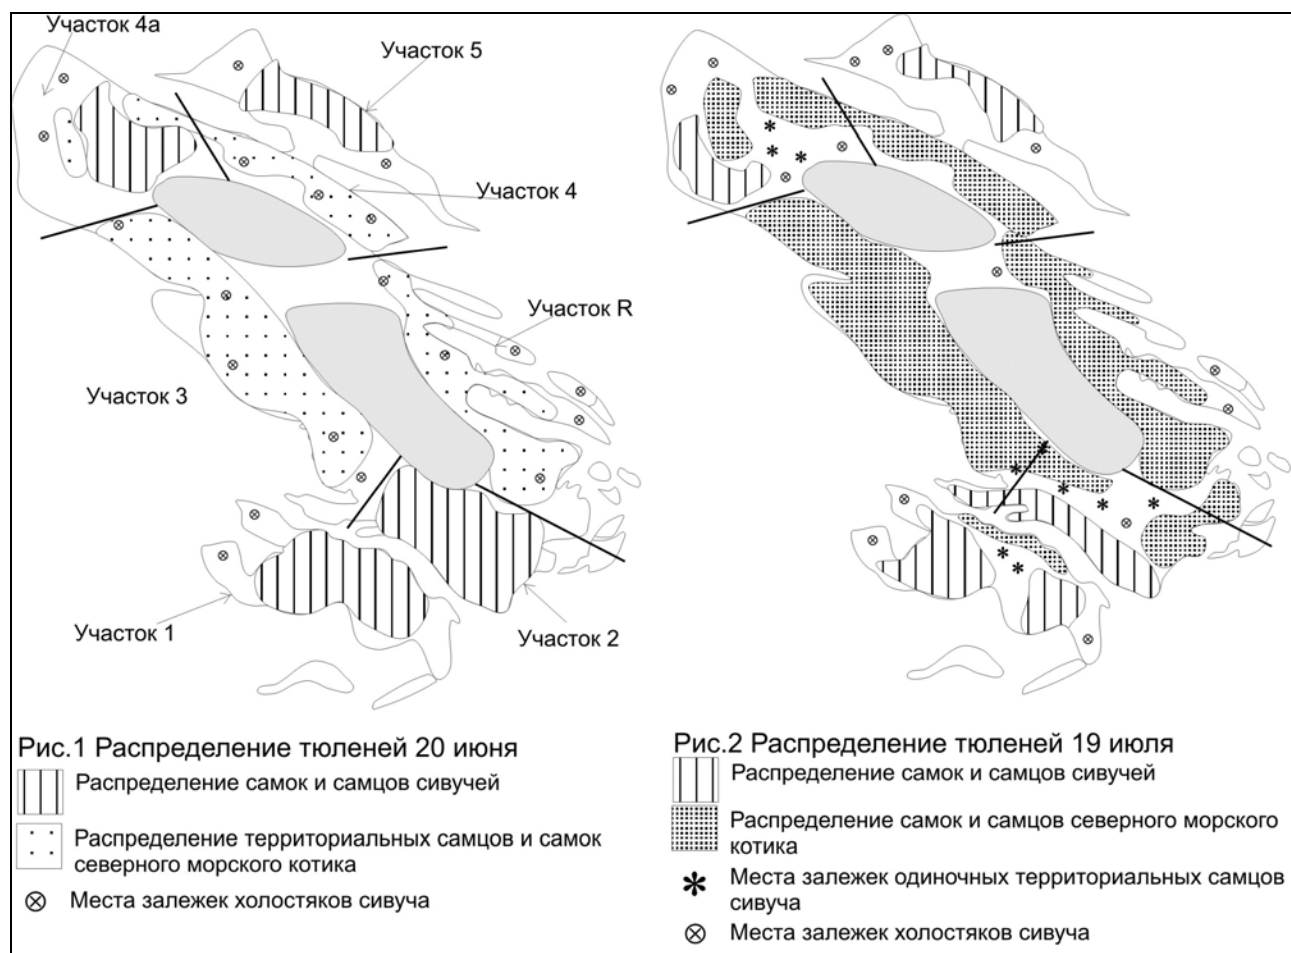 Участок 4а
Участок 5
Участок 4
Участок R
Участок 3
Участок 1
Участок 2
Рис.1 Распределение тюленей 20 июня
Распределение самок и самцов сивучей
Распределение территориальных самцов и самок
северного морского котика
Места залежек холостяков сивуча
Рис.2 Распределение тюленей 19 июля
Распределение самок и самцов сивучей
Распределение самок и самцов северного морского
котика
Места залежек одиночных территориальных самцов
сивуча
Места залежек холостяков сивуча